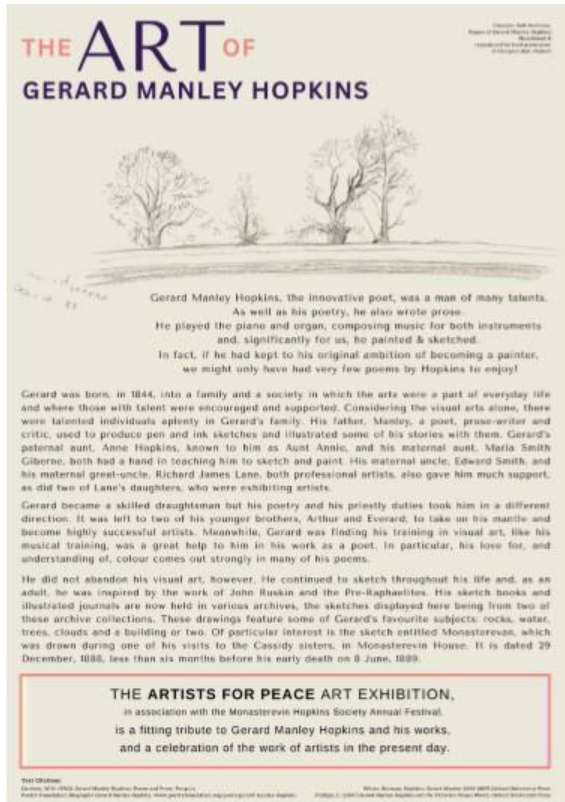 THE ART OF
GERARD MANLEY HOPKINS
Gerard Manley Hopkins, the innovative poet, was a man of many talents.
As well as his poetry, he also wrote prose.
He played the piano and organ, composing music for both instruments
and, significantly for us, he painted & sketched.
In fact, if he had kept to his original ambition of becoming a painter,
we might only have had very few poems by Hopkins to enjoy!
Gerard was born, in 1844, into a family and a society in which the arts were a part of everyday life
and where those with talent were encouraged and supported. Considering the visual arts alone, there
were talented individuals aplenty in Gerard's family. His father, Manley, a poet, prose-writer and
critic, used to produce pen and ink sketches and illustrated some of his stories with them. Gerard's
paternal aunt, Anne Hopkins, known to him as Aunt Annie, and his maternal aunt, Maria Smith
Giberne, both had a hand in teaching him to sketch and paint. His maternal uncle, Edward Smith, and
his maternal great-uncle, Richard James Lane, both professional artists, also gave him much support,
as did two of Lane's daughters, who were exhibiting artists.
Gerard became a skilled draughtsman but his poetry and his priestly duties took him in a different
direction. It was left to two of his younger brothers, Arthur and Everard, to take on his mantle and
become highly successful artists. Meanwhile, Gerard was finding his training in visual art, like his
musical training, was a great help to him in his work as a poet. In particular, his love for, and
understanding of, colour comes out strongly in many of his poems.
He did not abandon his visual art, however. He continued to sketch throughout his life and, as an
adult, he was inspired by the work of John Ruskin and the Pre-Raphaelites. His sketch books and
illustrated journals are now held in various archives, the sketches displayed here being from two of
these archive collections. These drawings feature some of Gerard's favourite subjects: rocks, water,
trees, clouds and a building or two. Of particular interest is the sketch entitled Monasterevan, which
was drawn during one of his visits to the Cassidy sisters, in Monasterevin House. It is dated 29
December, 1888, less than six months before his early death on 8 June, 1889.
THE ARTISTS FOR PEACE ART EXHIBITION,
in association with the Monasterevin Hopkins Society Annual Festival,
is a fitting tribute to Gerard Manley Hopkins and his works,
and a celebration of the work of artists in the present day.